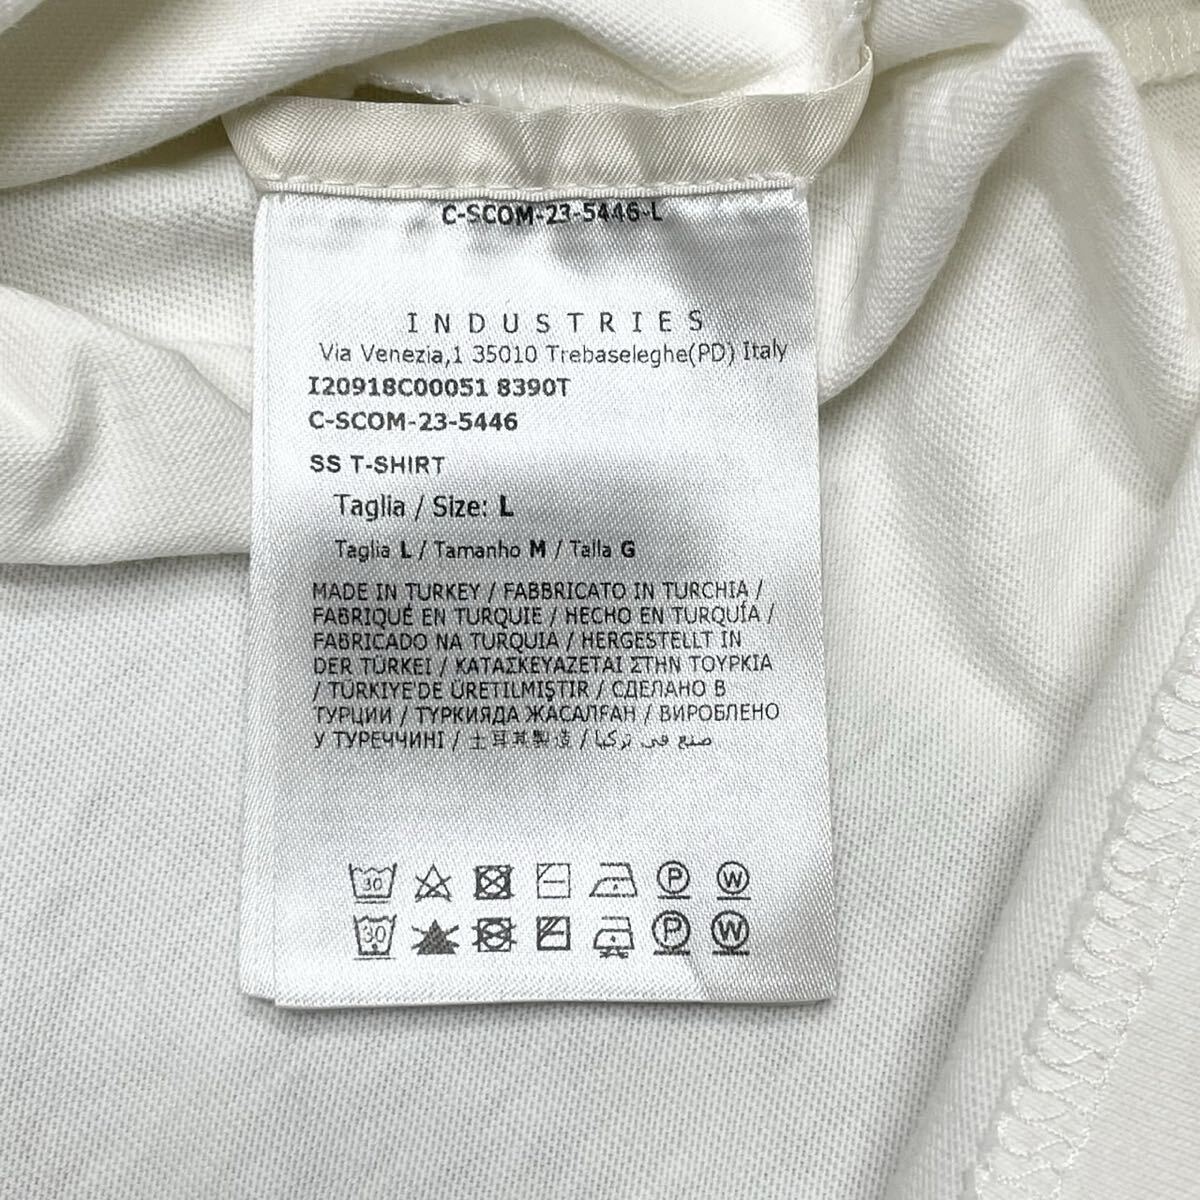 C-SCOM-23-5446-L
INDUSTRIES
Via Venezia,1 35010 Trebaseleghe(PD) Italy
I20918C00051 8390T
C-SCOM-23-5446
SS T-SHIRT
Taglia / Size: L
Taglia L / Tamanho M / Talla G
MADE IN TURKEY / FABBRICATO IN TURCHIA /
FABRIQUÉ EN TURQUIE / HECHO EN TURQUÍA /
FABRICADO NA TURQUIA / HERGESTELLT IN
DER TÜRKEI / ΚΑΤΑΣΚΕΥΑΖΕΤΑΙ ΣΤΗΝ ΤΟΥΡΚΙΑ
/ TÜRKIYE'DE ÜRETILMIŞTIR / СДЕЛАНО В
ТУРЦИИ / ТҮРКИЯДА ЖАСАЛҒАН / ВИРОБЛЕНО
У ТУРЕЧЧИНІ / 土耳其製造 / صنع في تركيا
30 P W
30 P W